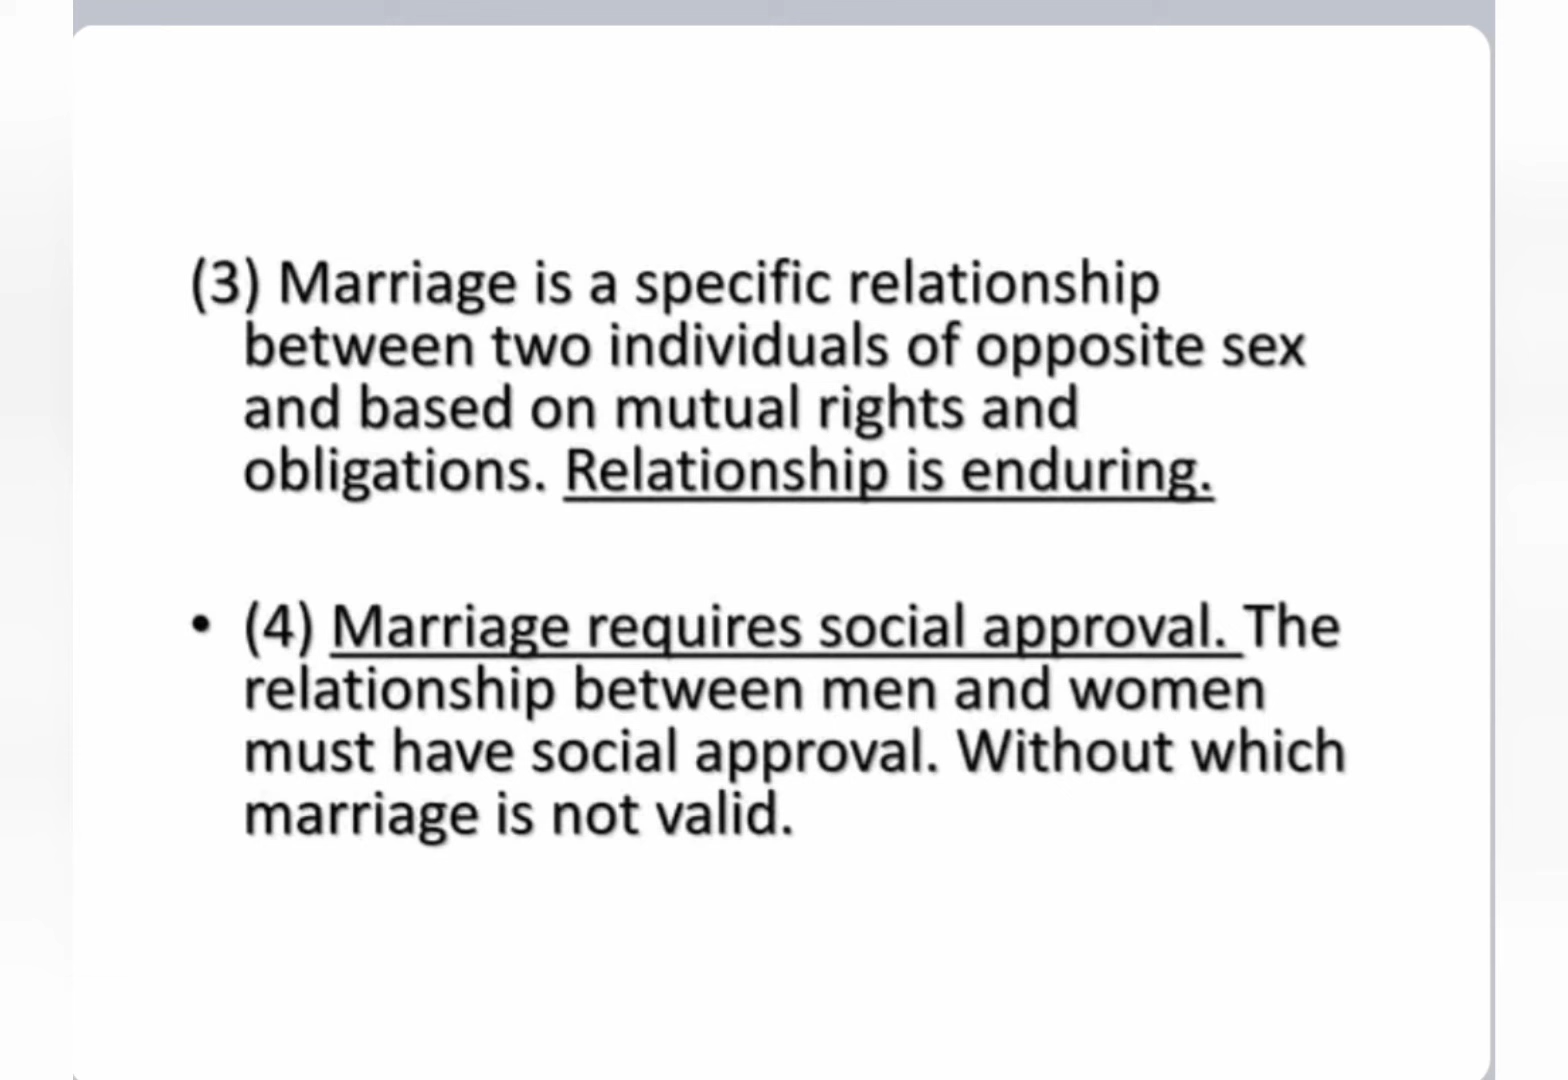 (3) Marriage is a specific relationship
between two individuals of opposite sex
and based on mutual rights and
obligations. Relationship is enduring.
• (4) Marriage requires social approval. The
relationship between men and women
must have social approval. Without which
marriage is not valid.